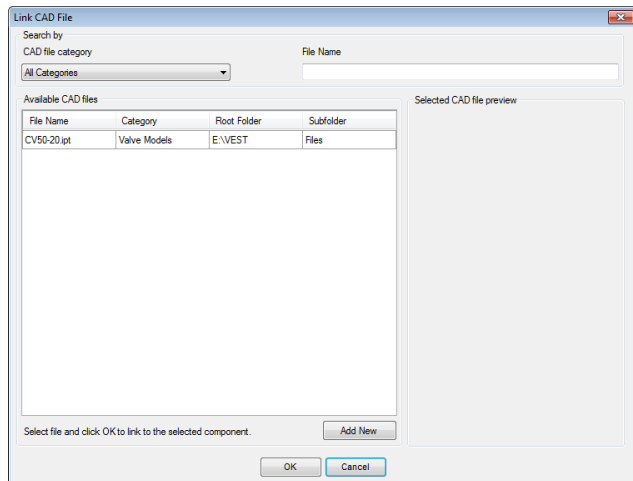 Link CAD File
Search by
CAD file category File Name
All Categories
Available CAD files Selected CAD file preview
File Name Category Root Folder Subfolder
CV50-20.ipt Valve Models E:\VEST Files
Select file and click OK to link to the selected component. Add New
OK Cancel